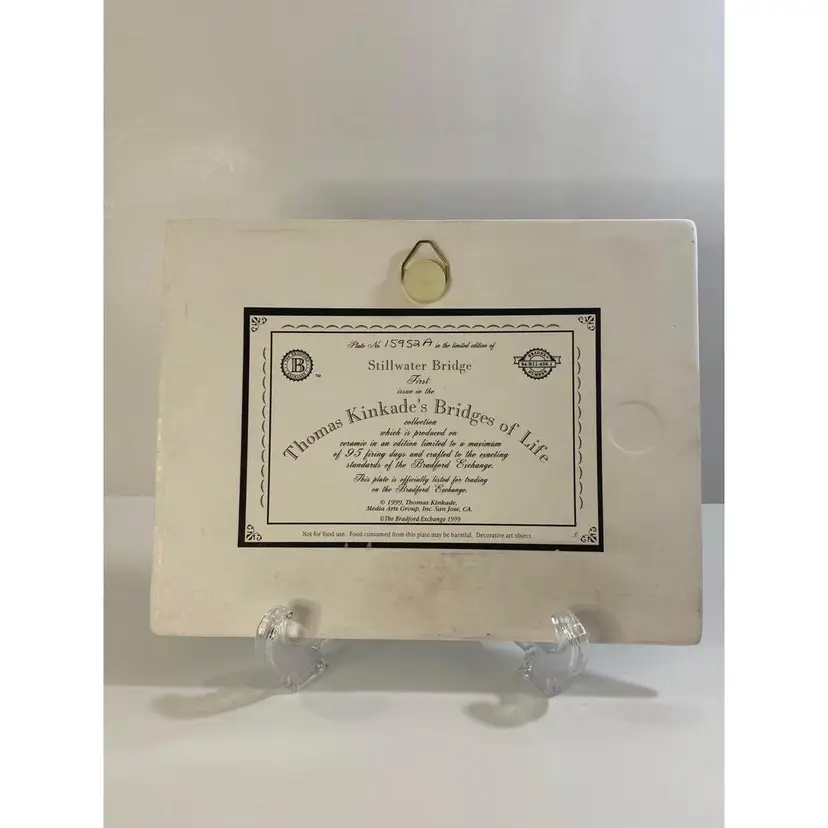 Plate No. 15952A in the limited edition of
Stillwater Bridge
First
issue in the
Thomas Kinkade's Bridges of Life
collection
which is produced on
ceramic in an edition limited to a maximum
of 95 firing days and crafted to the exacting
standards of the Bradford Exchange.
This plate is officially listed for trading
on the Bradford Exchange.
© 1999, Thomas Kinkade,
Media Arts Group, Inc. San Jose, CA.
©The Bradford Exchange 1999
Not for food use. Food consumed from this plate may be harmful. Decorative art object.
B
TM
BRADEX
NUMBER